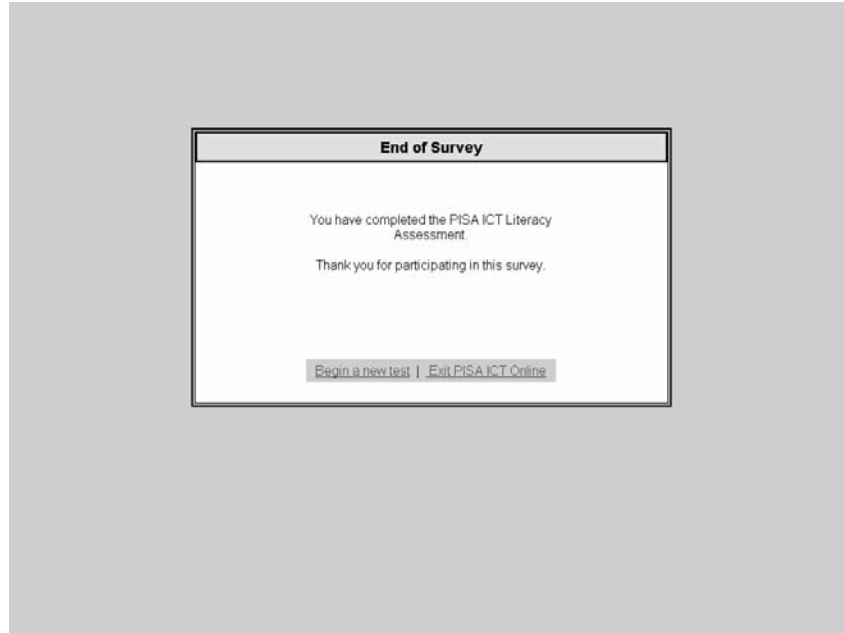 End of Survey
You have completed the PISA ICT Literacy
Assessment.
Thank you for participating in this survey.
Begin a new test | Exit PISA ICT Online